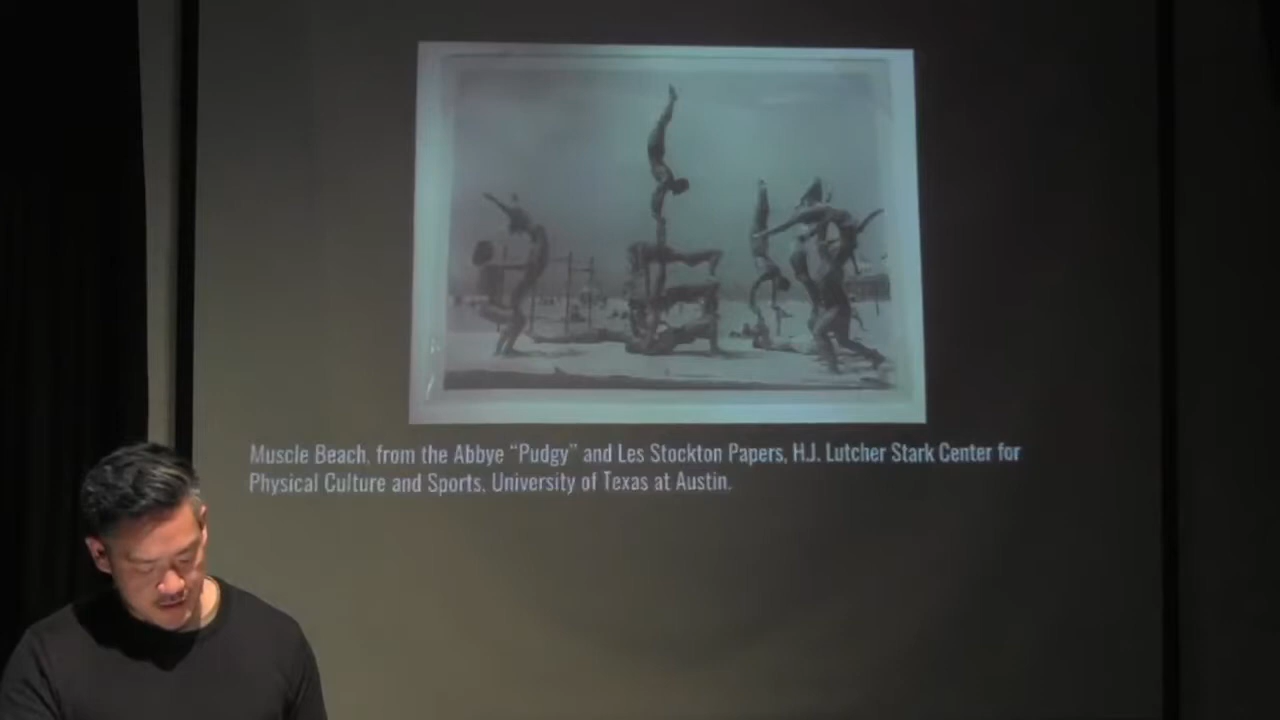 Muscle Beach, from the Abbye “Pudgy” and Les Stockton Papers, H.J. Lutcher Stark Center for
Physical Culture and Sports, University of Texas at Austin.